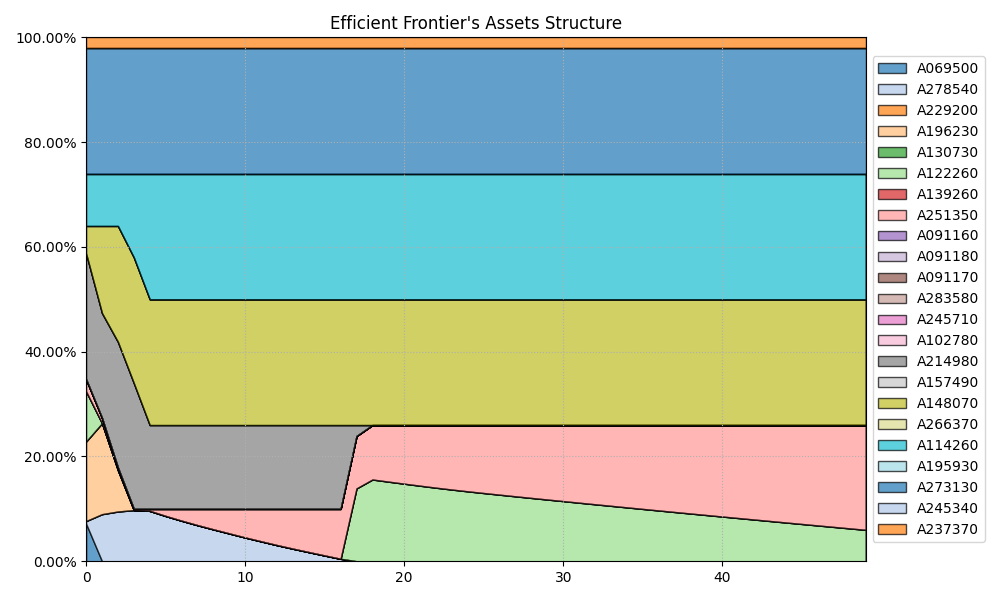 Efficient Frontier's Assets Structure
100.00%
80.00%
60.00%
40.00%
20.00%
0.00%
0
10
20
30
40
A069500
A278540
A229200
A196230
A130730
A122260
A139260
A251350
A091160
A091180
A091170
A283580
A245710
A102780
A214980
A157490
A148070
A266370
A114260
A195930
A273130
A245340
A237370